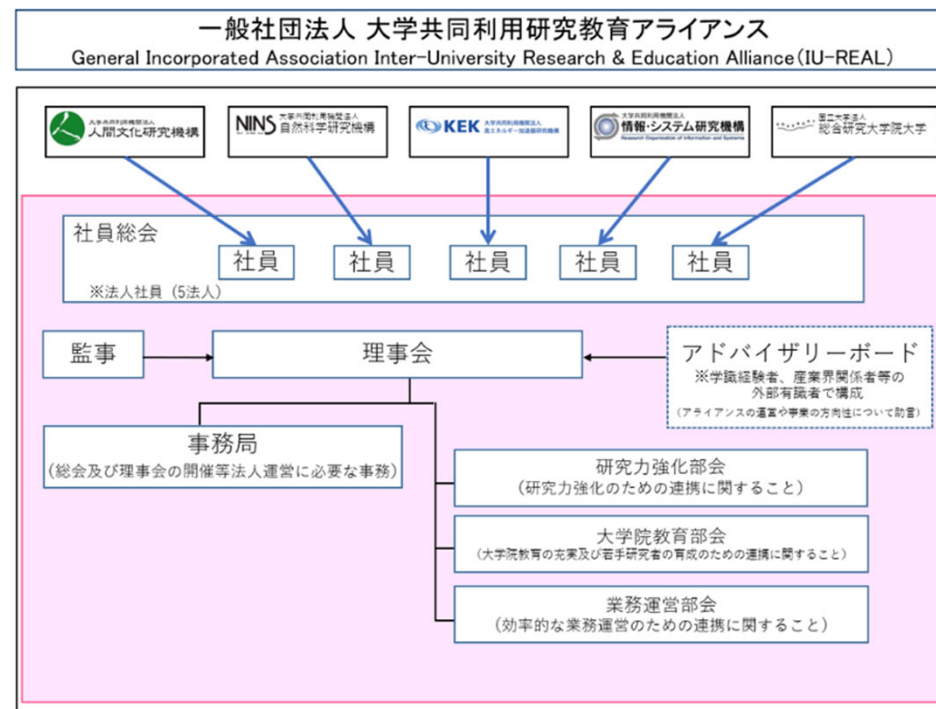 一般社団法人 大学共同利用研究教育アライアンス
General Incorporated Association Inter-University Research & Education Alliance(IU-REAL)
大学共同利用機関法人
人間文化研究機構
NINS
大学共同利用機関法人
自然科学研究機構
KEK
大学共同利用機関法人
高エネルギー加速器研究機構
大学共同利用機関法人
情報・システム研究機構
Research Organization of Information and Systems
国立大学法人
総合研究大学院大学
社員総会
社員
社員
社員
社員
社員
※法人社員(5法人)
監事
理事会
アドバイザリーボード
※学識経験者、産業界関係者等の
外部有識者で構成
(アライアンスの運営や事業の方向性について助言)
事務局
(総会及び理事会の開催等法人運営に必要な事務)
研究力強化部会
(研究力強化のための連携に関すること)
大学院教育部会
(大学院教育の充実及び若手研究者の育成のための連携に関すること)
業務運営部会
(効率的な業務運営のための連携に関すること)